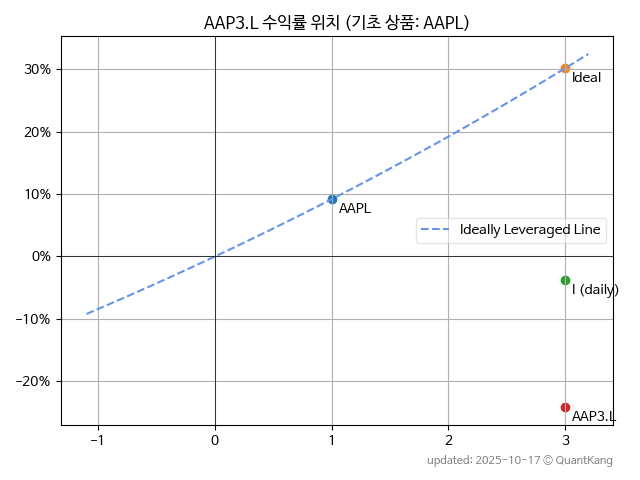 AAP3.L 수익률 위치 (기초 상품: AAPL)
30%
20%
10%
0%
−10%
−20%
Ideal
AAPL
Ideally Leveraged Line
I (daily)
AAP3.L
−1
0
1
2
3
updated: 2025-10-17 © QuantKang